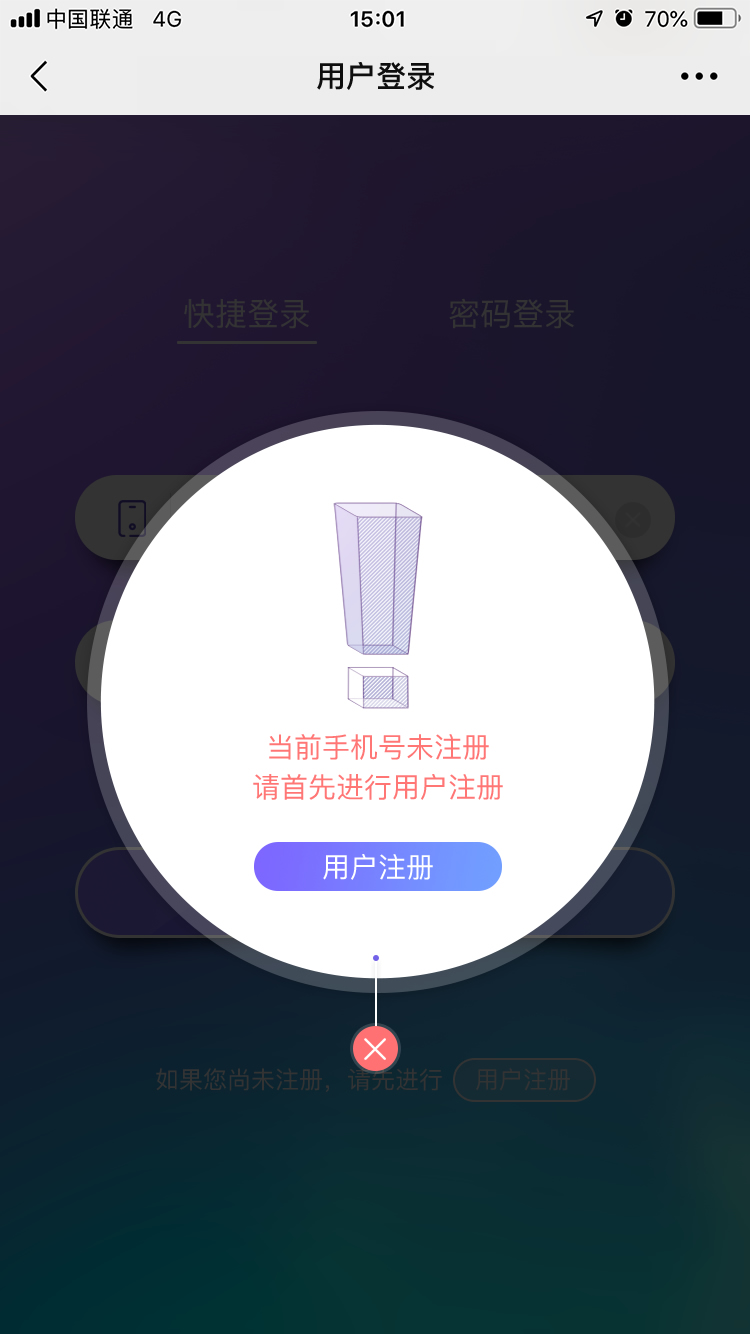 中国联通 4G 15:01 70%
用户登录
快捷登录 密码登录
当前手机号未注册
请首先进行用户注册
用户注册
如果您尚未注册，请先进行 用户注册